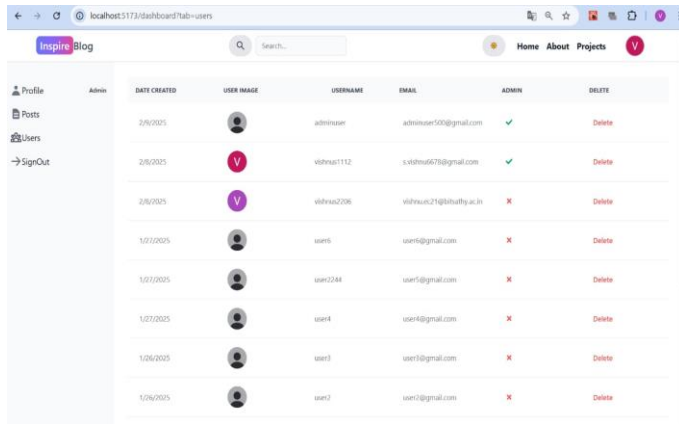 localhost:5173/dashboard?tab=users
V
Inspire Blog
Search...
Home About Projects
V
Profile Admin
Posts
Users
SignOut
DATE CREATED USER IMAGE USERNAME EMAIL ADMIN DELETE
2/9/2025 adminuser adminuser500@gmail.com Delete
2/8/2025 V vishnus1112 s.vishnu6678@gmail.com Delete
2/8/2025 V vishnus2206 Delete
1/27/2025 user6 user6@gmail.com Delete
1/27/2025 user2244 user5@gmail.com Delete
1/27/2025 user4 user4@gmail.com Delete
1/26/2025 user3 user3@gmail.com Delete
1/26/2025 user2 user2@gmail.com Delete